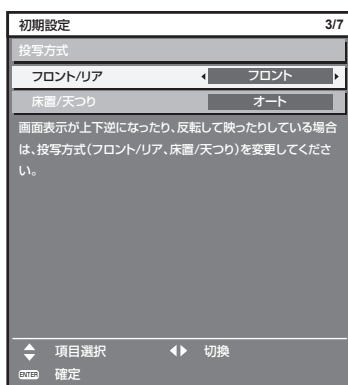 初期設定 3/7
投写方式
フロント/リア フロント
床置/天つり オート
画面表示が上下逆になったり、反転して映ったりしている場合
は、投写方式(フロント/リア、床置/天つり)を変更してくださ
い。
項目選択 切換
ENTER 確定